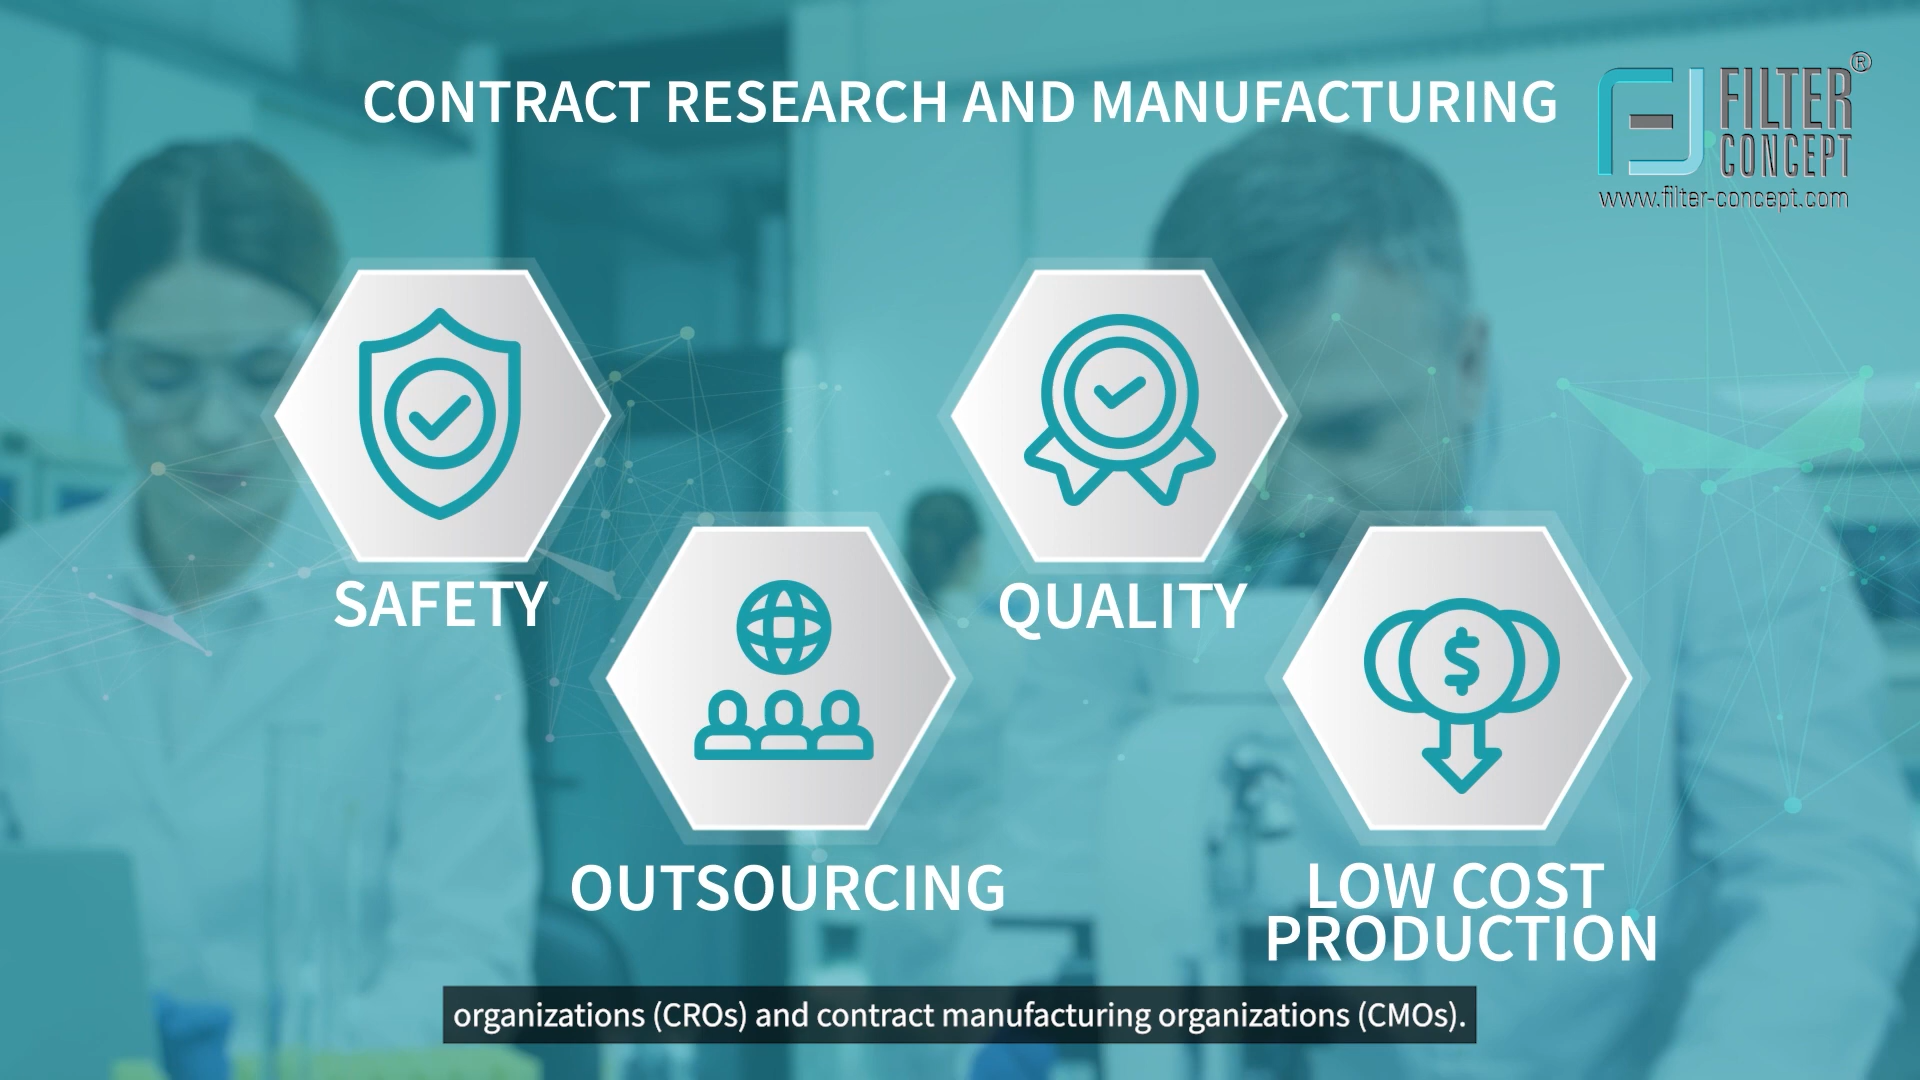 CONTRACT RESEARCH AND MANUFACTURING
FILTER®
CONCEPT
www.filter-concept.com
SAFETY
QUALITY
OUTSOURCING
LOW COST
PRODUCTION
organizations (CROs) and contract manufacturing organizations (CMOs).